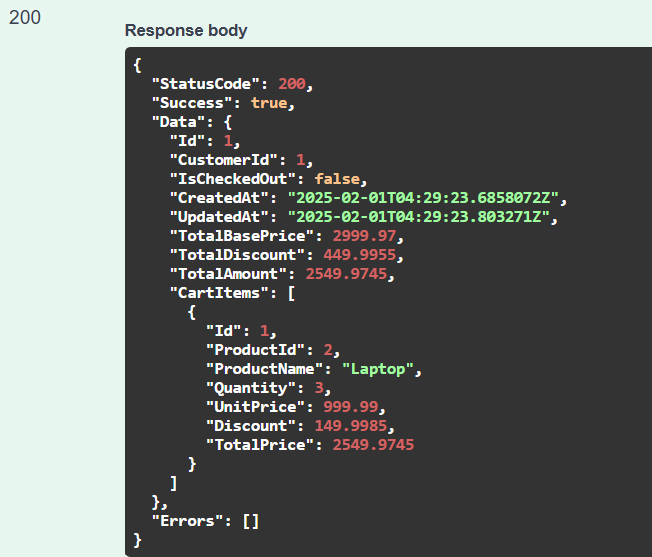 200
Response body
{
  "StatusCode": 200,
  "Success": true,
  "Data": {
    "Id": 1,
    "CustomerId": 1,
    "IsCheckedOut": false,
    "CreatedAt": "2025-02-01T04:29:23.6858072Z",
    "UpdatedAt": "2025-02-01T04:29:23.803271Z",
    "TotalBasePrice": 2999.97,
    "TotalDiscount": 449.9955,
    "TotalAmount": 2549.9745,
    "CartItems": [
      {
        "Id": 1,
        "ProductId": 2,
        "ProductName": "Laptop",
        "Quantity": 3,
        "UnitPrice": 999.99,
        "Discount": 149.9985,
        "TotalPrice": 2549.9745
      }
    ]
  },
  "Errors": []
}